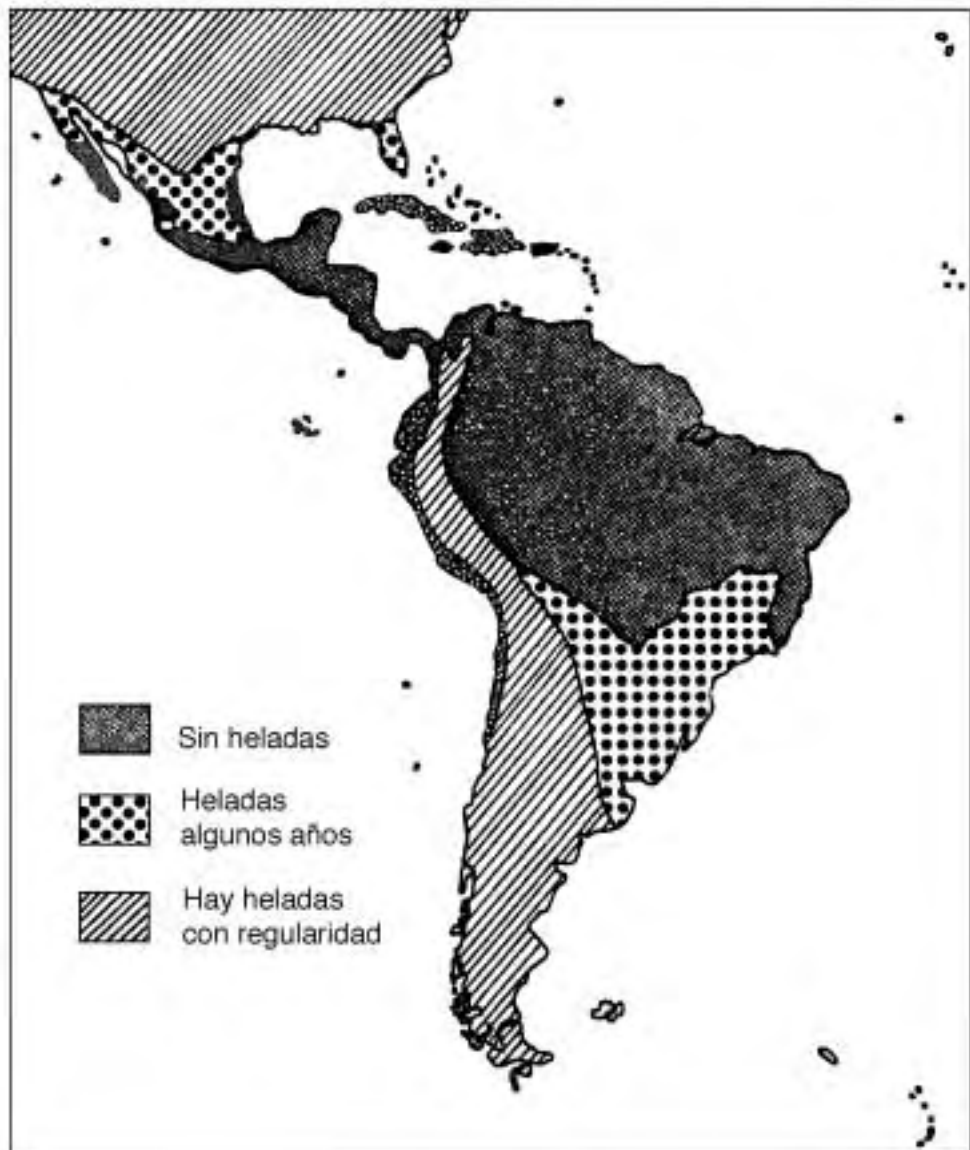 Sin heladas
Heladas
algunos años
Hay heladas
con regularidad